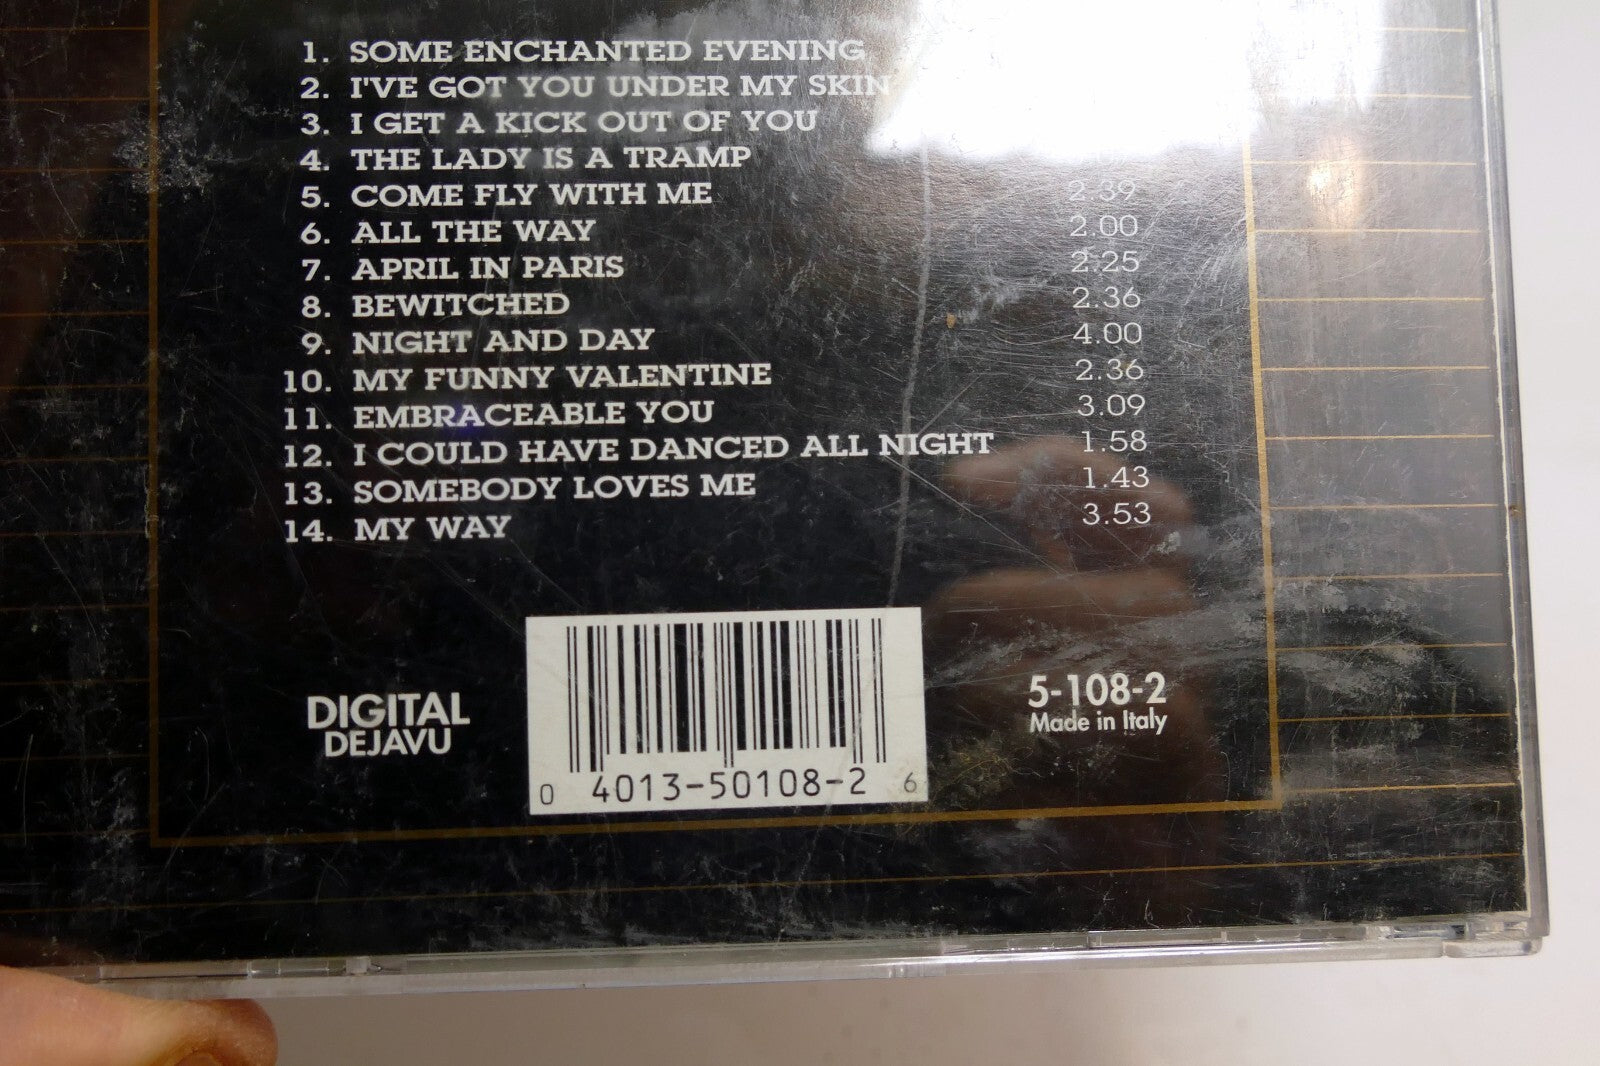 1. SOME ENCHANTED EVENING
2. I'VE GOT YOU UNDER MY SKIN
3. I GET A KICK OUT OF YOU
4. THE LADY IS A TRAMP
5. COME FLY WITH ME 2.39
6. ALL THE WAY 2.00
7. APRIL IN PARIS 2.25
8. BEWITCHED 2.36
9. NIGHT AND DAY 4.00
10. MY FUNNY VALENTINE 2.36
11. EMBRACEABLE YOU 3.09
12. I COULD HAVE DANCED ALL NIGHT 1.58
13. SOMEBODY LOVES ME 1.43
14. MY WAY 3.53
DIGITAL
DEJAVU
0 4013-50108-2 6
5-108-2
Made in Italy